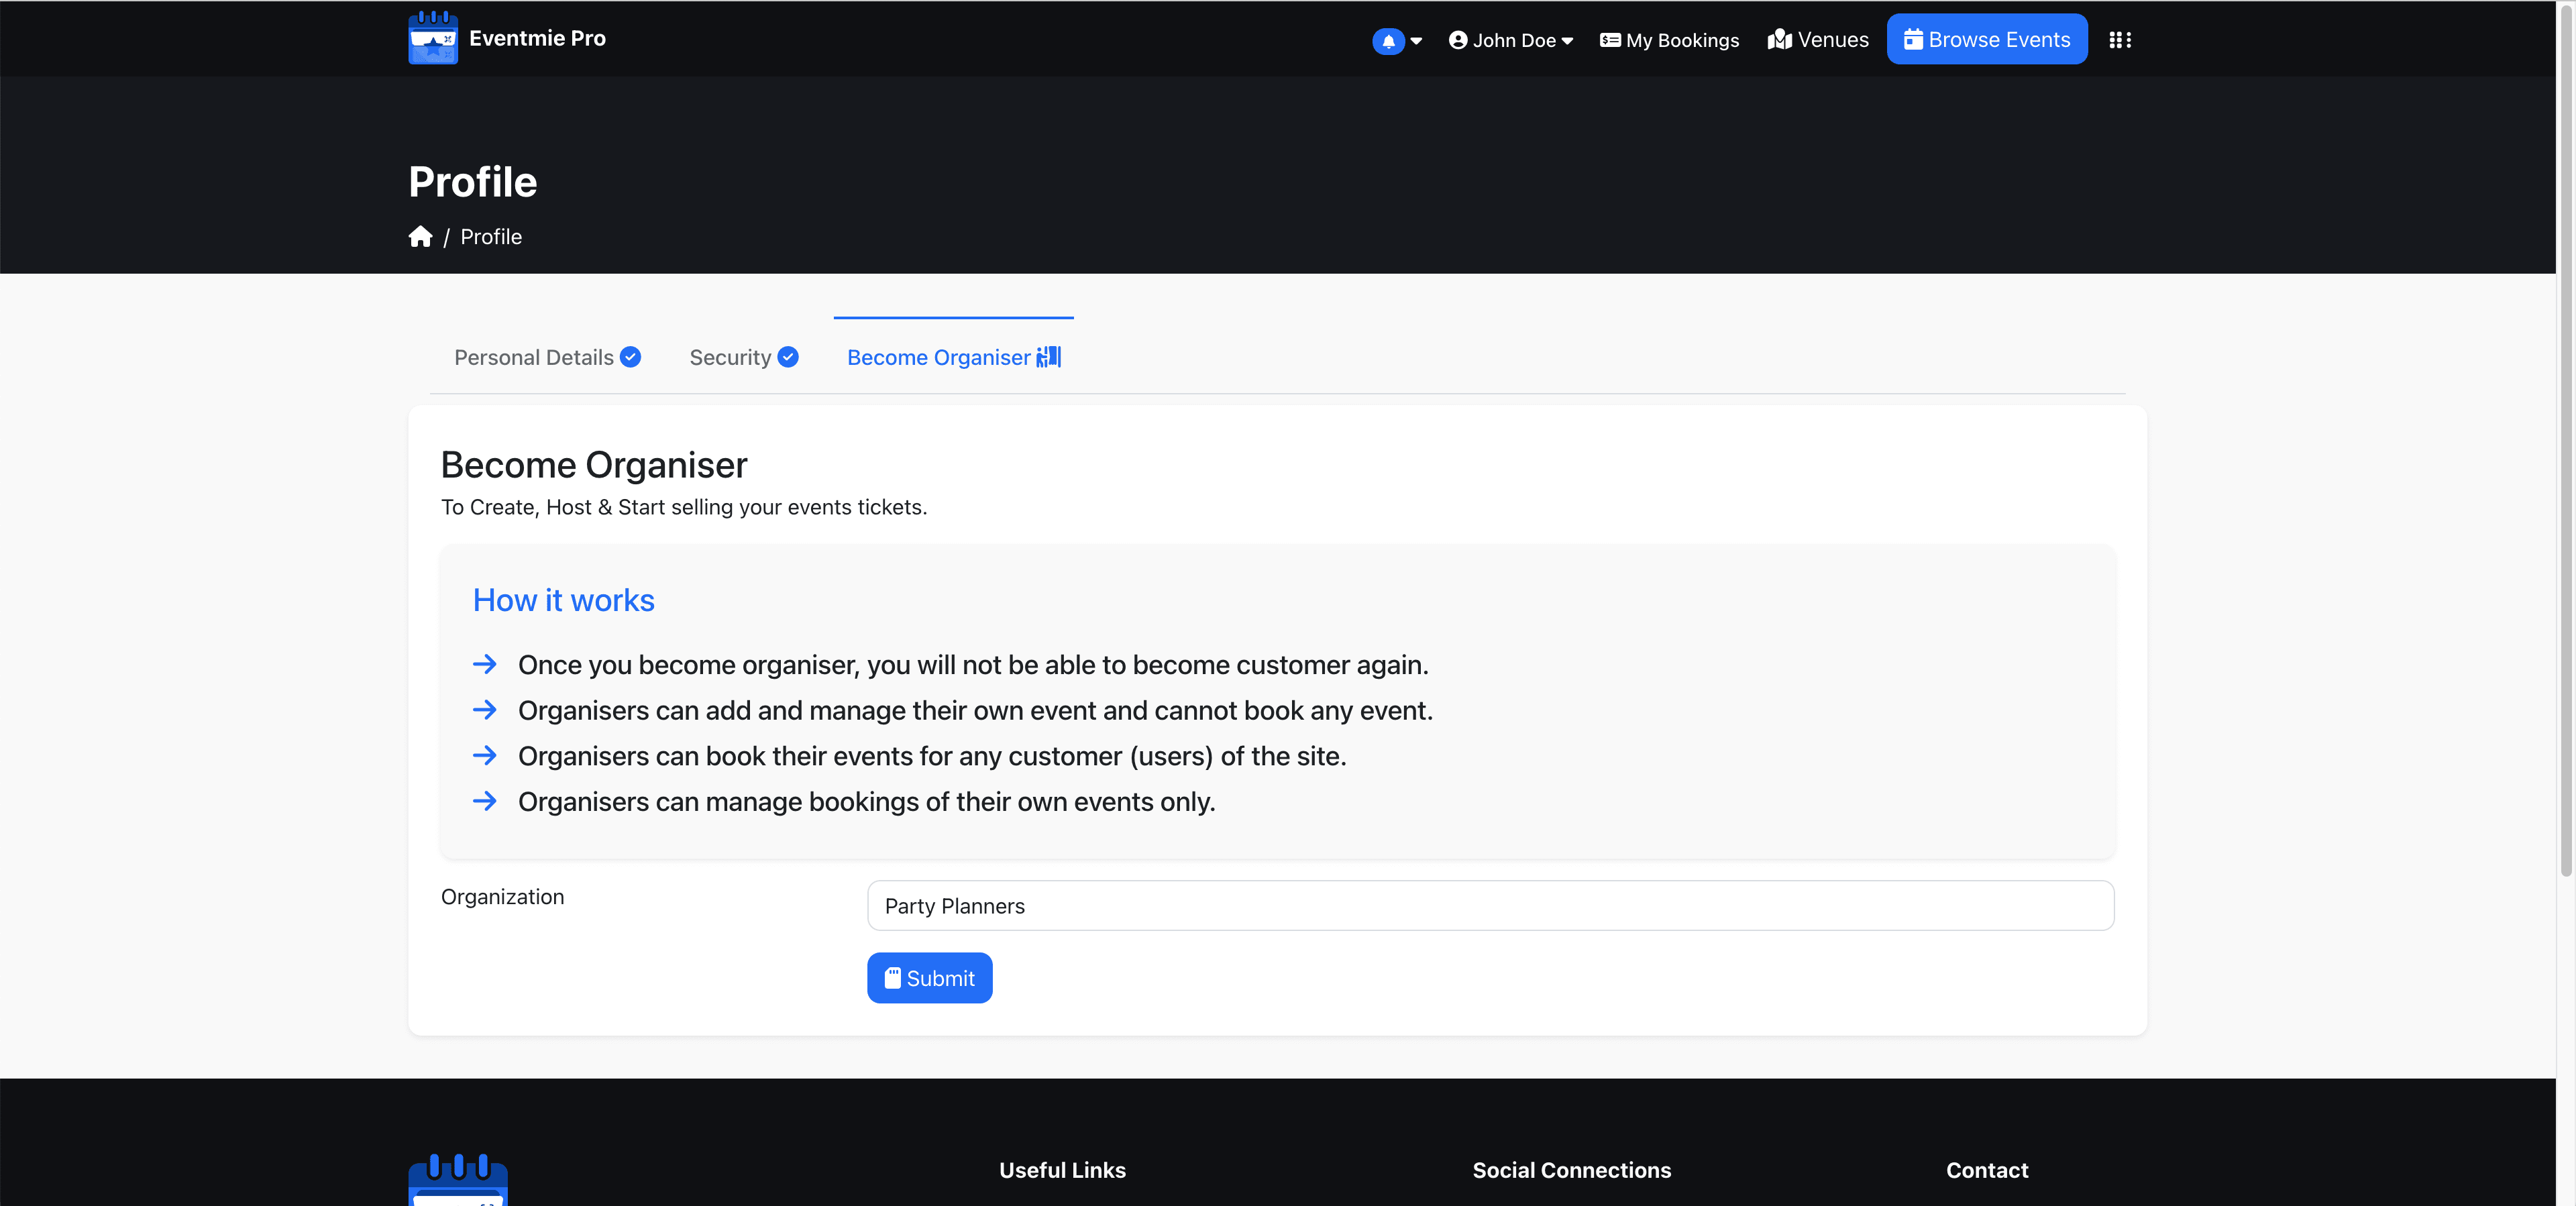 Eventmie Pro
John Doe
My Bookings
Venues
Browse Events
Profile
/ Profile
Personal Details
Security
Become Organiser
Become Organiser
To Create, Host & Start selling your events tickets.
How it works
Once you become organiser, you will not be able to become customer again.
Organisers can add and manage their own event and cannot book any event.
Organisers can book their events for any customer (users) of the site.
Organisers can manage bookings of their own events only.
Organization
Party Planners
Submit
Useful Links
Social Connections
Contact